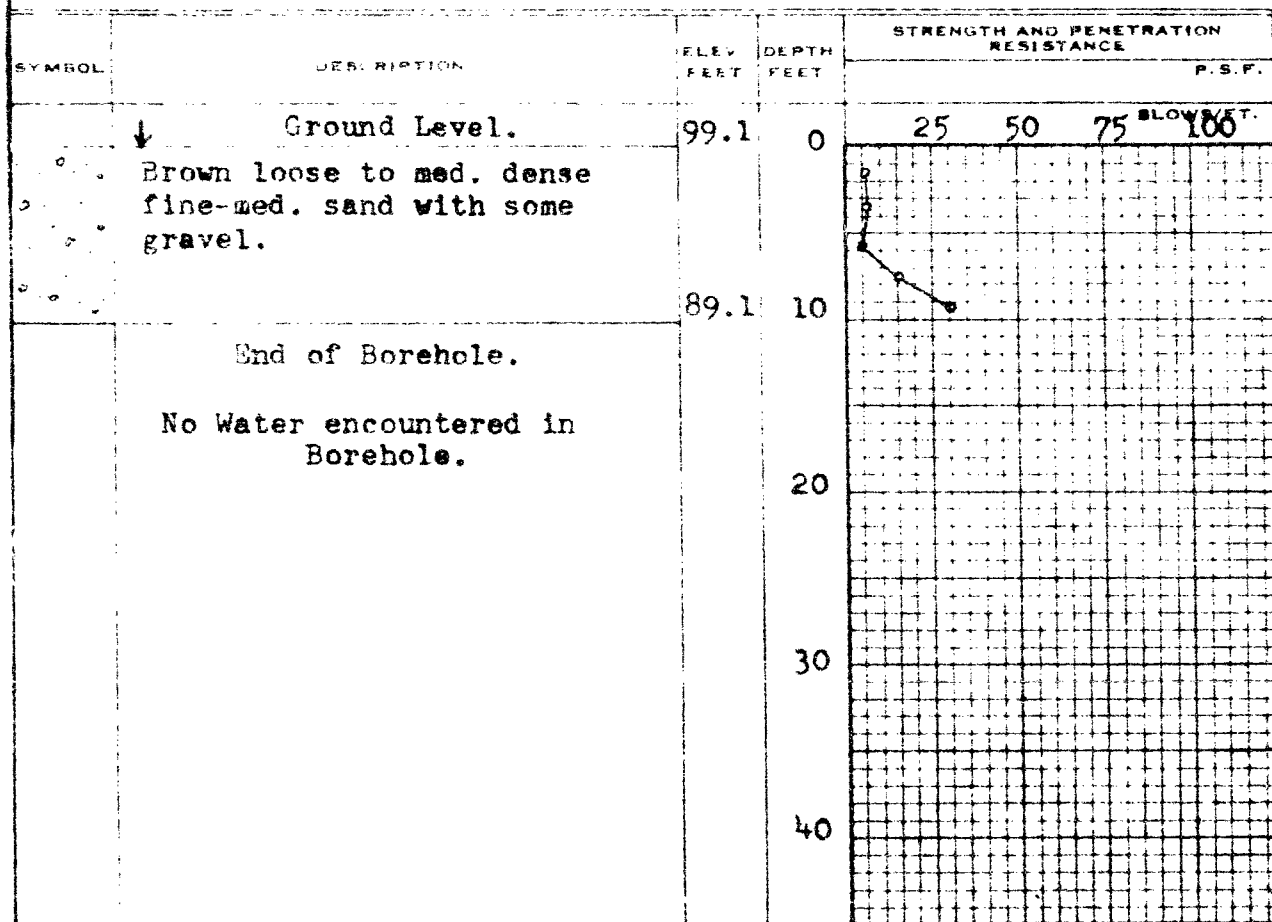 STRENGTH AND PENETRATION
RESISTANCE
SYMBOL
DESCRIPTION
ELEV.
FEET
DEPTH
FEET
P.S.F.
BLOWS/FT.
Ground Level.
99.1
0
25 50 75 100
Brown loose to med. dense
fine-med. sand with some
gravel.
89.1
10
End of Borehole.
No Water encountered in
Borehole.
20
30
40